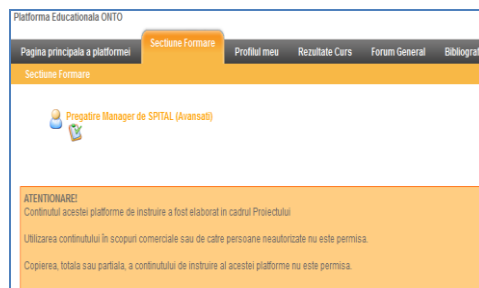 Platforma Educationala ONTO
Pagina principala a platformei Sectiune Formare Profilul meu Rezultate Curs Forum General Bibliograf
Sectiune Formare
Pregatire Manager de SPITAL (Avansati)
ATENTIONARE!
Continutul acestei platforme de instruire a fost elaborat in cadrul Proiectului
Utilizarea continutului în scopuri comerciale sau de catre persoane neautorizate nu este permisa.
Copierea, totala sau partiala, a continutului de instruire al acestei platforme nu este permisa.